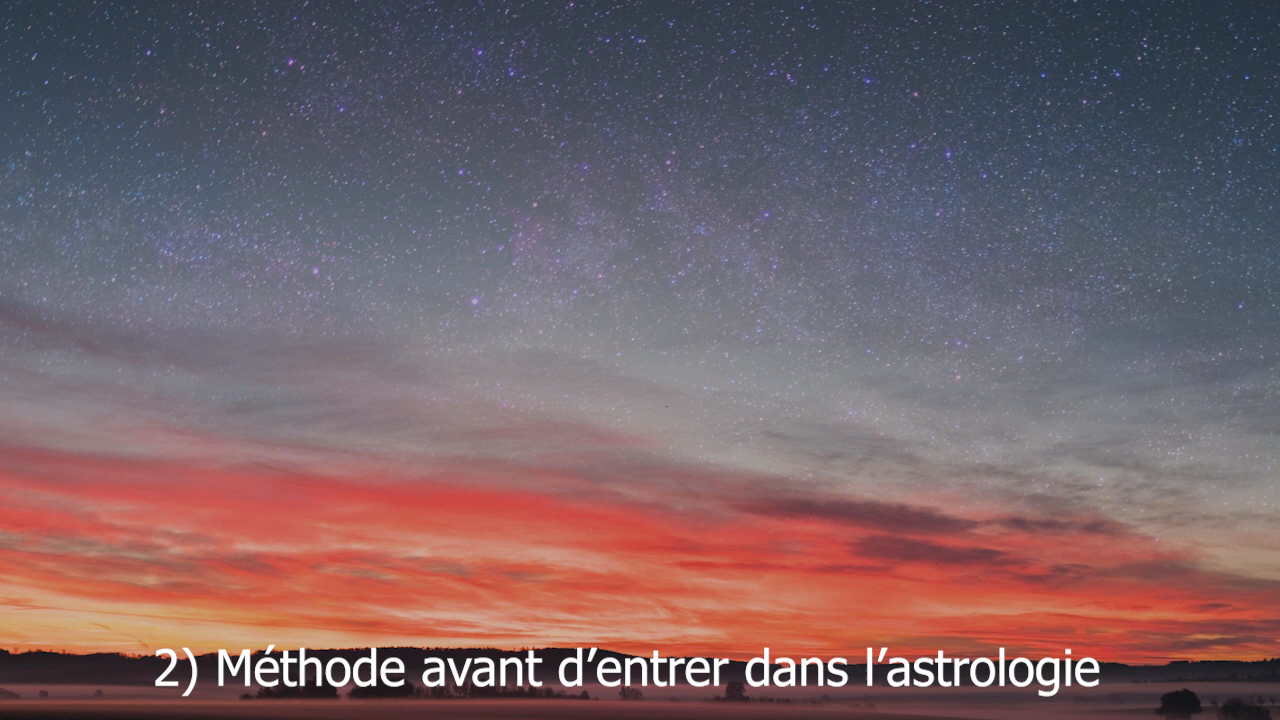 2) Méthode avant d’entrer dans l’astrologie